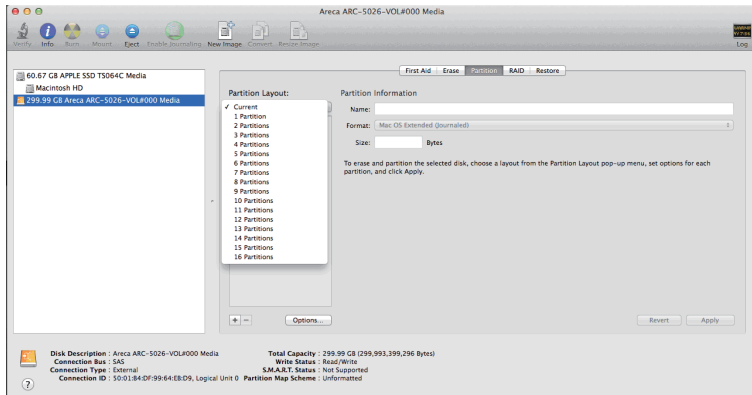 Areca ARC-5026-VOL#000 Media
Verify Info Burn Mount Eject Enable Journaling New Image Convert Resize Image
Log
60.67 GB APPLE SSD TS064C Media
Macintosh HD
299.99 GB Areca ARC-5026-VOL#000 Media
First Aid Erase Partition RAID Restore
Partition Layout:
✓ Current
1 Partition
2 Partitions
3 Partitions
4 Partitions
5 Partitions
6 Partitions
7 Partitions
8 Partitions
9 Partitions
10 Partitions
11 Partitions
12 Partitions
13 Partitions
14 Partitions
15 Partitions
16 Partitions
+ − Options...
Partition Information
Name:
Format: Mac OS Extended (Journaled)
Size: Bytes
To erase and partition the selected disk, choose a layout from the Partition Layout pop-up menu, set options for each
partition, and click Apply.
Revert Apply
Disk Description : Areca ARC-5026-VOL#000 Media
Connection Bus : SAS
Connection Type : External
Connection ID : 50:01:B4:DF:99:64:EB:D9, Logical Unit 0
Total Capacity : 299.99 GB (299,993,399,296 Bytes)
Write Status : Read/Write
S.M.A.R.T. Status : Not Supported
Partition Map Scheme : Unformatted
?